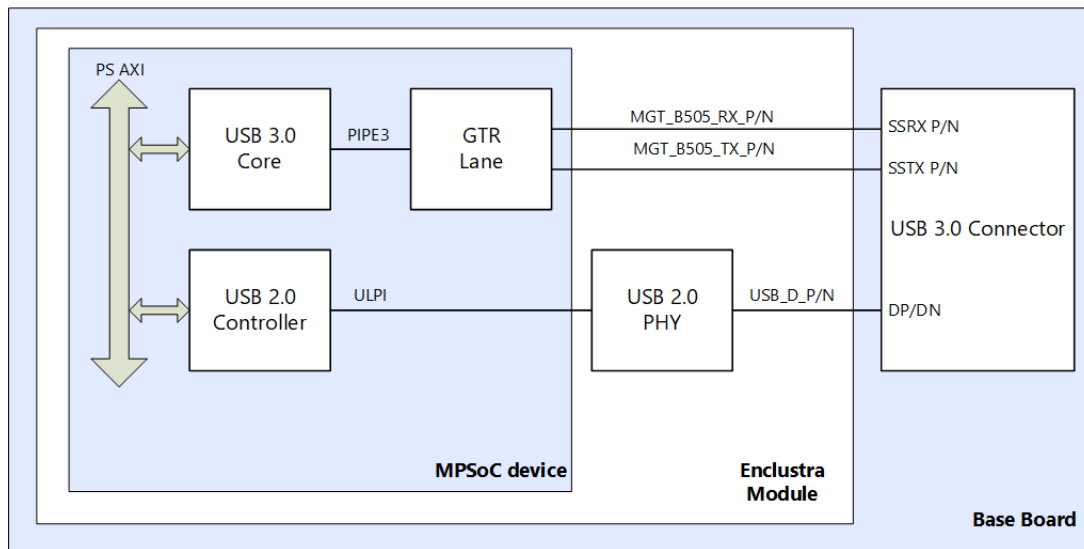 PS AXI
USB 3.0
Core
PIPE3
GTR
Lane
MGT_B505_RX_P/N
MGT_B505_TX_P/N
SSRX P/N
SSTX P/N
USB 3.0 Connector
USB 2.0
Controller
ULPI
USB 2.0
PHY
USB_D_P/N
DP/DN
MPSoC device
Enclustra
Module
Base Board